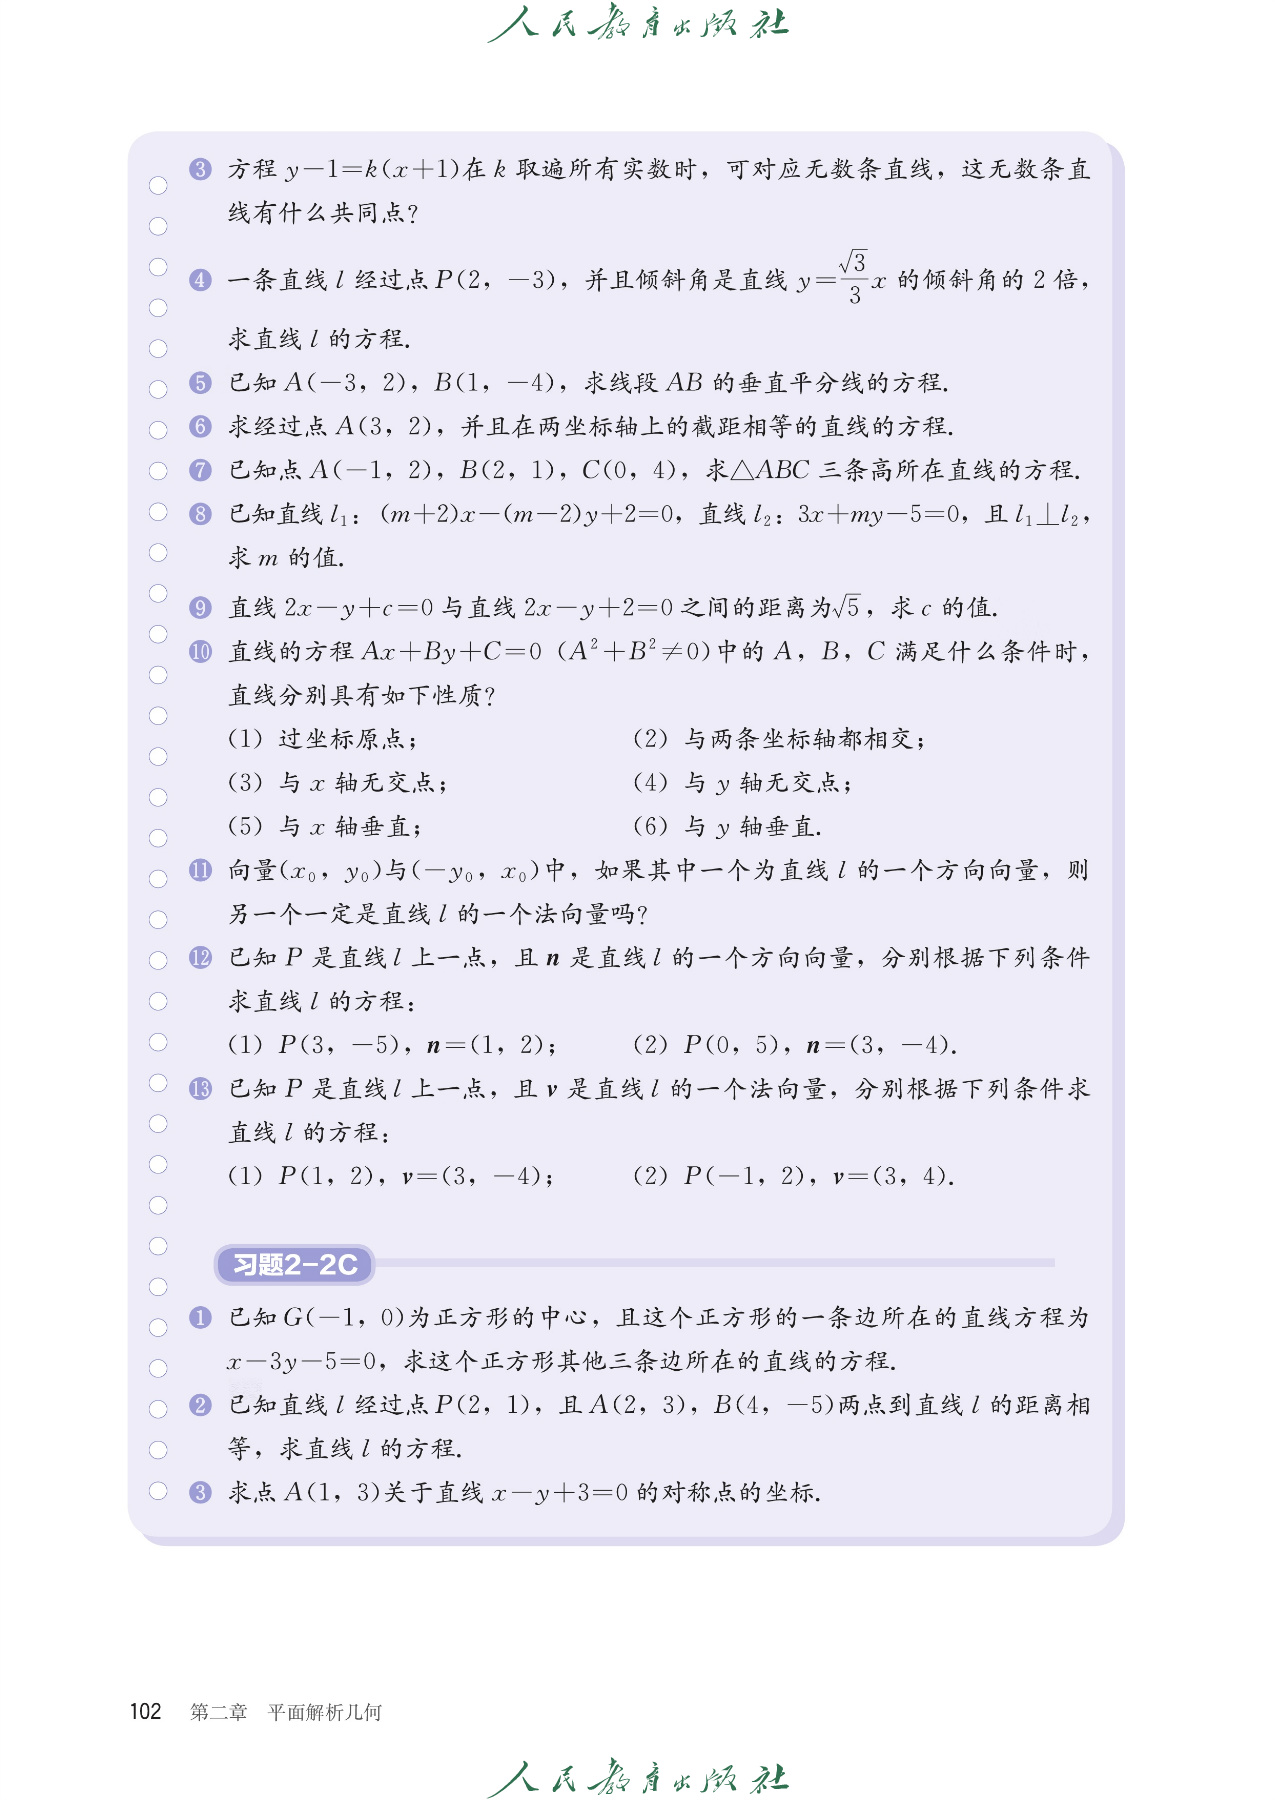 人民教育出版社
3 方程 y－1＝k(x＋1)在 k 取遍所有实数时，可对应无数条直线，这无数条直
线有什么共同点？
4 一条直线 l 经过点 P(2，－3)，并且倾斜角是直线 y＝√3/3 x 的倾斜角的 2 倍，
求直线 l 的方程.
5 已知 A(－3，2)，B(1，－4)，求线段 AB 的垂直平分线的方程.
6 求经过点 A(3，2)，并且在两坐标轴上的截距相等的直线的方程.
7 已知点 A(－1，2)，B(2，1)，C(0，4)，求△ABC 三条高所在直线的方程.
8 已知直线 l₁：(m＋2)x－(m－2)y＋2＝0，直线 l₂：3x＋my－5＝0，且 l₁⊥l₂，
求 m 的值.
9 直线 2x－y＋c＝0 与直线 2x－y＋2＝0 之间的距离为√5，求 c 的值.
10 直线的方程 Ax＋By＋C＝0 (A²＋B²≠0)中的 A，B，C 满足什么条件时，
直线分别具有如下性质？
(1) 过坐标原点； (2) 与两条坐标轴都相交；
(3) 与 x 轴无交点； (4) 与 y 轴无交点；
(5) 与 x 轴垂直； (6) 与 y 轴垂直.
11 向量(x₀，y₀)与(－y₀，x₀)中，如果其中一个为直线 l 的一个方向向量，则
另一个一定是直线 l 的一个法向量吗？
12 已知 P 是直线 l 上一点，且 n 是直线 l 的一个方向向量，分别根据下列条件
求直线 l 的方程：
(1) P(3，－5)，n＝(1，2)； (2) P(0，5)，n＝(3，－4).
13 已知 P 是直线 l 上一点，且 v 是直线 l 的一个法向量，分别根据下列条件求
直线 l 的方程：
(1) P(1，2)，v＝(3，－4)； (2) P(－1，2)，v＝(3，4).
习题2-2C
1 已知 G(－1，0)为正方形的中心，且这个正方形的一条边所在的直线方程为
x－3y－5＝0，求这个正方形其他三条边所在的直线的方程.
2 已知直线 l 经过点 P(2，1)，且 A(2，3)，B(4，－5)两点到直线 l 的距离相
等，求直线 l 的方程.
3 求点 A(1，3)关于直线 x－y＋3＝0 的对称点的坐标.
102 第二章 平面解析几何
人民教育出版社